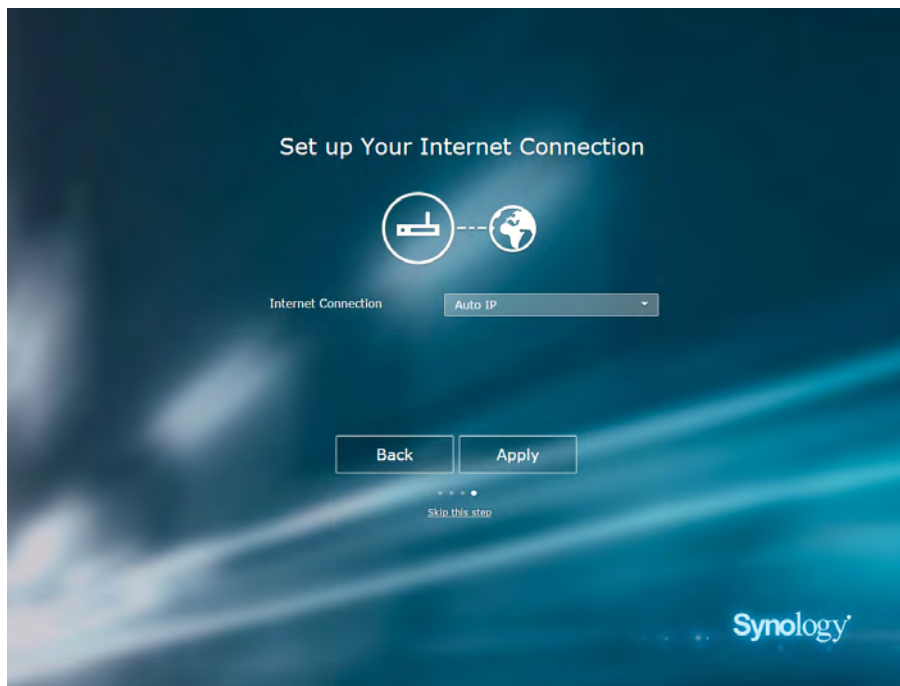 Set up Your Internet Connection
Internet Connection
Auto IP
Back
Apply
Skip this step
Synology